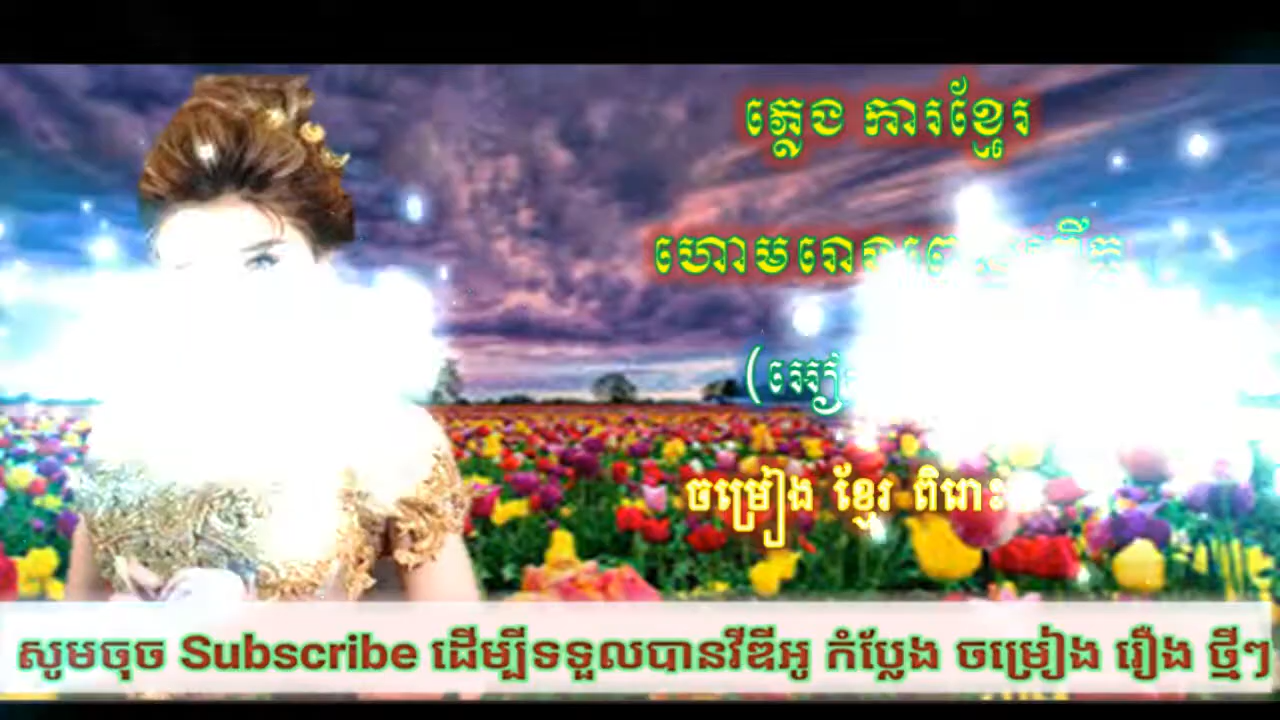 ភ្លេង ការខ្មែរ
(អៀ
ចម្រៀង ខ្មែរ ពិរោះ
សូមចុច Subscribe ដើម្បីទទួលបានវីឌីអូ កំប្លែង ចម្រៀង រឿង ថ្មីៗ